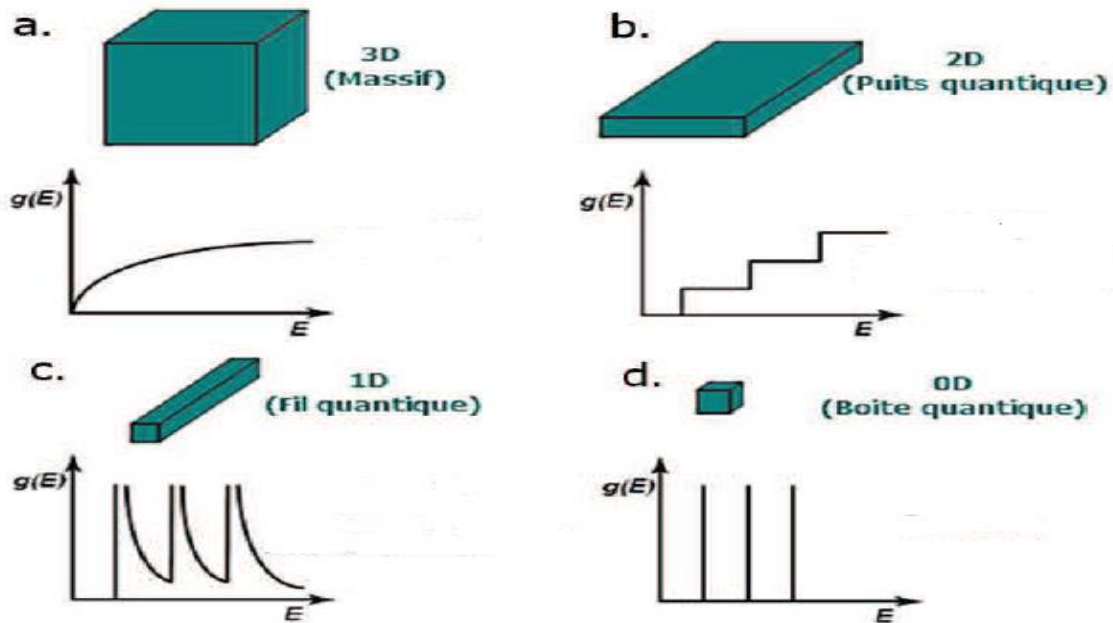 a.
3D
(Massif)
g(E)
E
b.
2D
(Puits quantique)
g(E)
E
c.
1D
(Fil quantique)
g(E)
E
d.
0D
(Boite quantique)
g(E)
E